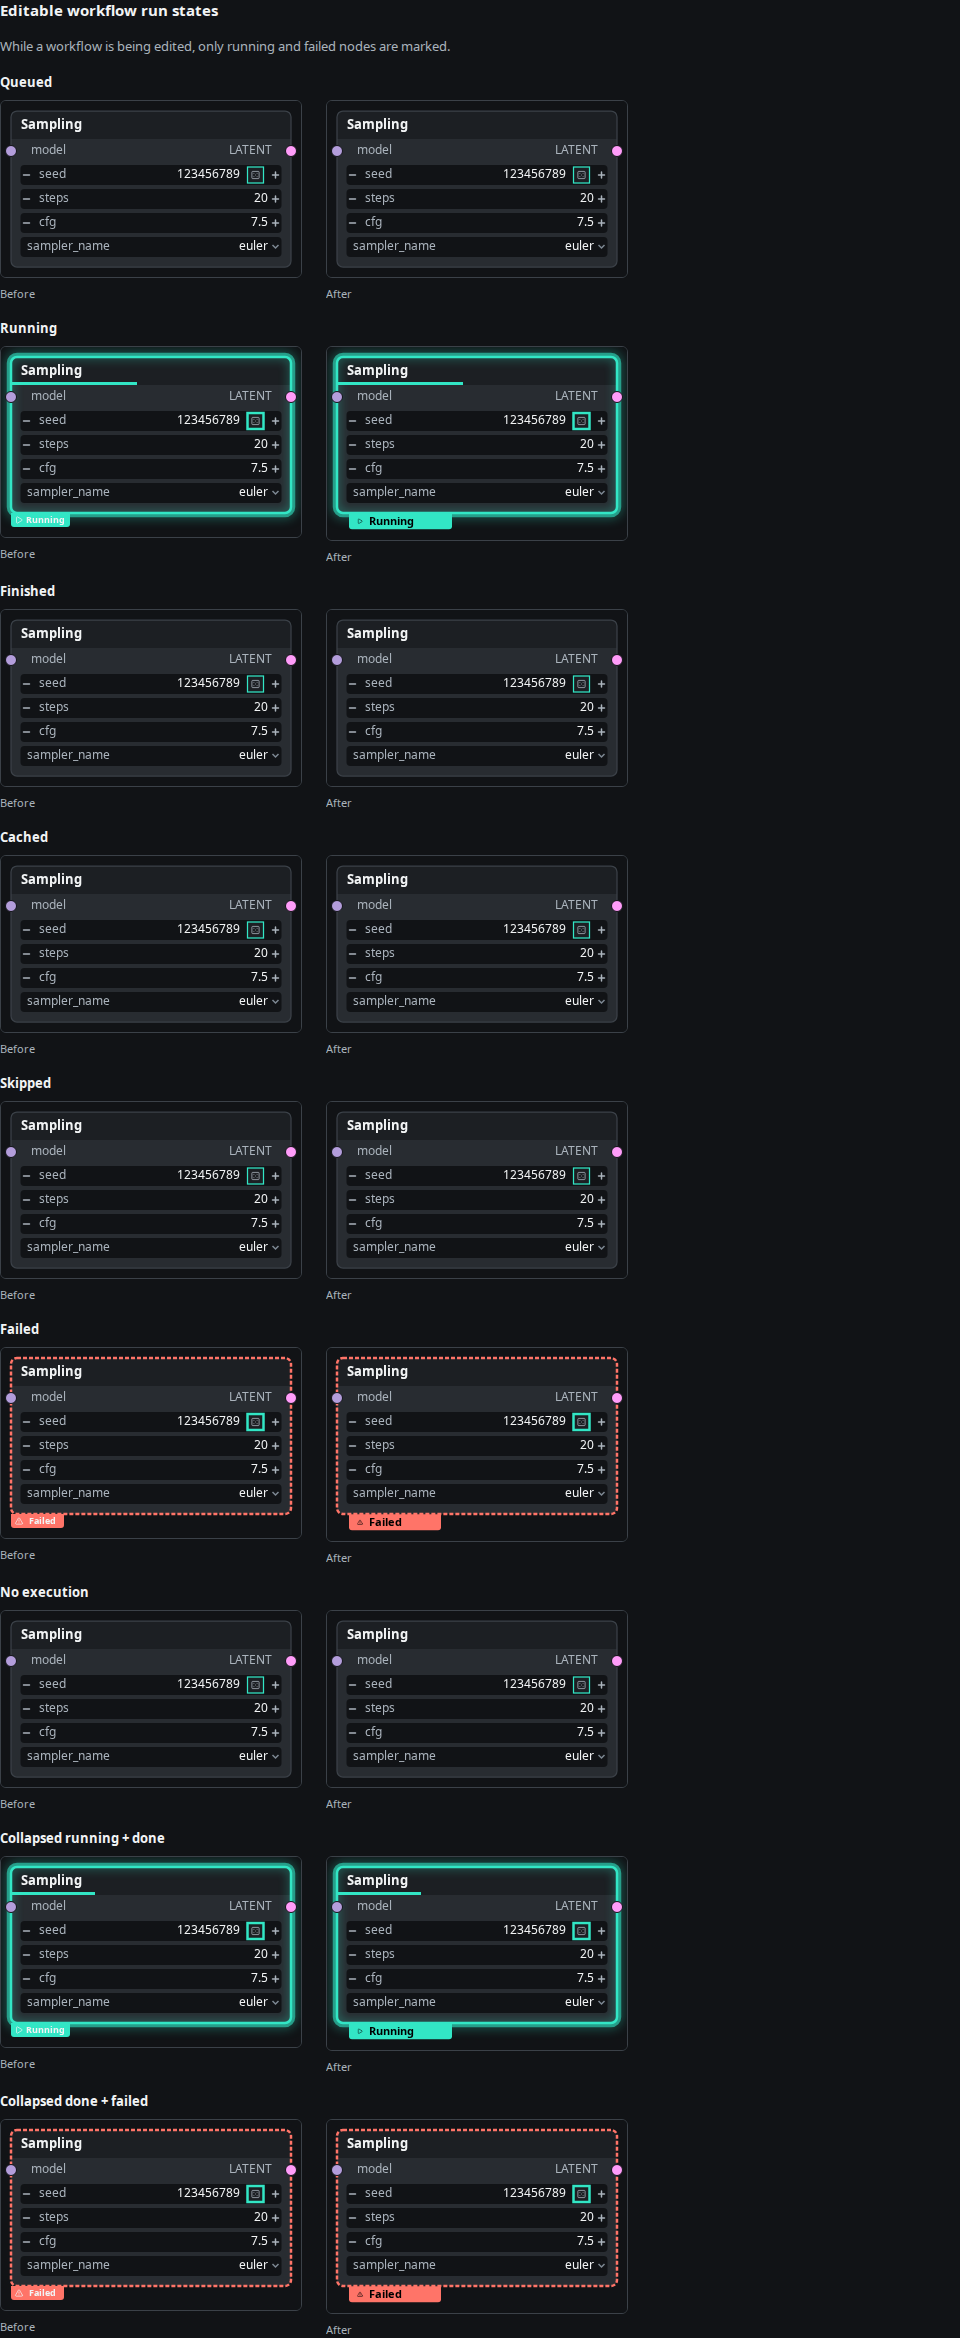 Editable workflow run states
While a workflow is being edited, only running and failed nodes are marked.
Queued
Sampling
model LATENT
seed 123456789
steps 20
cfg 7.5
sampler_name euler
Before
Sampling
model LATENT
seed 123456789
steps 20
cfg 7.5
sampler_name euler
After
Running
Sampling
model LATENT
seed 123456789
steps 20
cfg 7.5
sampler_name euler
Running
Before
Sampling
model LATENT
seed 123456789
steps 20
cfg 7.5
sampler_name euler
Running
After
Finished
Sampling
model LATENT
seed 123456789
steps 20
cfg 7.5
sampler_name euler
Before
Sampling
model LATENT
seed 123456789
steps 20
cfg 7.5
sampler_name euler
After
Cached
Sampling
model LATENT
seed 123456789
steps 20
cfg 7.5
sampler_name euler
Before
Sampling
model LATENT
seed 123456789
steps 20
cfg 7.5
sampler_name euler
After
Skipped
Sampling
model LATENT
seed 123456789
steps 20
cfg 7.5
sampler_name euler
Before
Sampling
model LATENT
seed 123456789
steps 20
cfg 7.5
sampler_name euler
After
Failed
Sampling
model LATENT
seed 123456789
steps 20
cfg 7.5
sampler_name euler
Failed
Before
Sampling
model LATENT
seed 123456789
steps 20
cfg 7.5
sampler_name euler
Failed
After
No execution
Sampling
model LATENT
seed 123456789
steps 20
cfg 7.5
sampler_name euler
Before
Sampling
model LATENT
seed 123456789
steps 20
cfg 7.5
sampler_name euler
After
Collapsed running + done
Sampling
model LATENT
seed 123456789
steps 20
cfg 7.5
sampler_name euler
Running
Before
Sampling
model LATENT
seed 123456789
steps 20
cfg 7.5
sampler_name euler
Running
After
Collapsed done + failed
Sampling
model LATENT
seed 123456789
steps 20
cfg 7.5
sampler_name euler
Failed
Before
Sampling
model LATENT
seed 123456789
steps 20
cfg 7.5
sampler_name euler
Failed
After